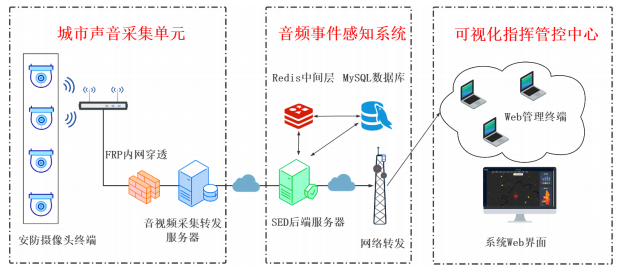 城市声音采集单元
音频事件感知系统
可视化指挥管控中心
Redis中间层
MySQL数据库
Web管理终端
FRP内网穿透
音视频采集转发
服务器
SED后端服务器
网络转发
安防摄像头终端
系统Web界面